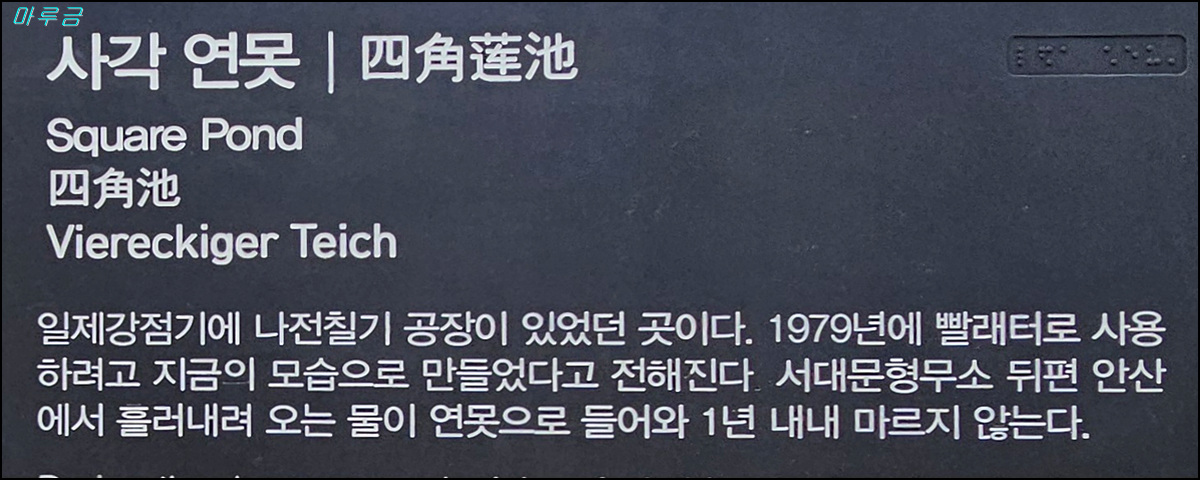 마루금
사각 연못 | 四角莲池
Square Pond
四角池
Viereckiger Teich
일제강점기에 나전칠기 공장이 있었던 곳이다. 1979년에 빨래터로 사용
하려고 지금의 모습으로 만들었다고 전해진다. 서대문형무소 뒤편 안산
에서 흘러내려 오는 물이 연못으로 들어와 1년 내내 마르지 않는다.